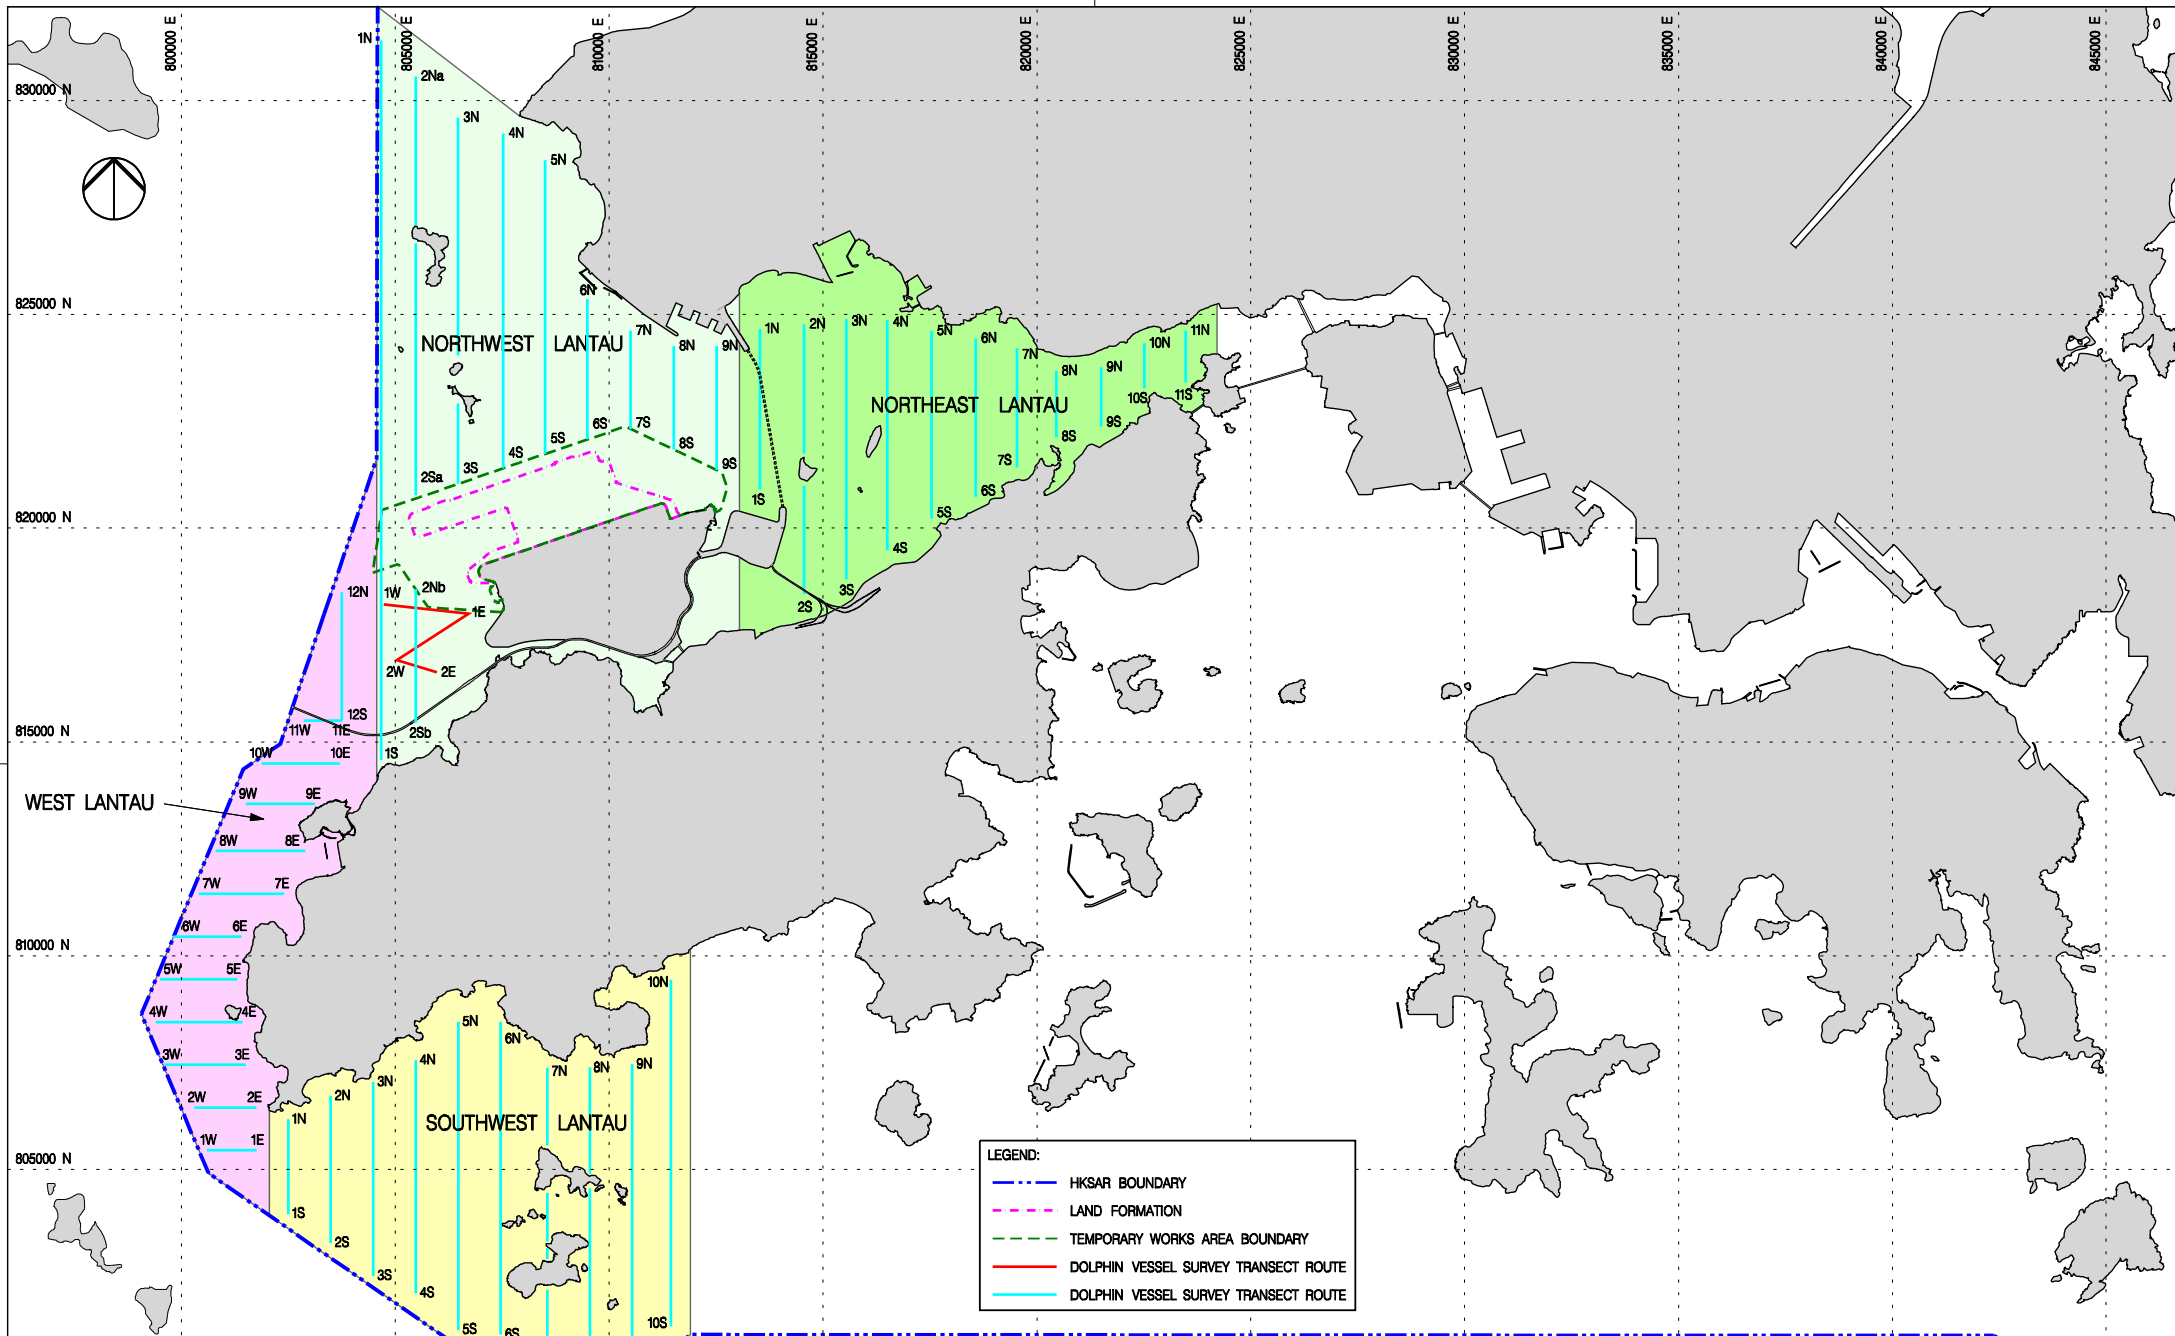 800000 E
805000 E
810000 E
815000 E
820000 E
825000 E
830000 E
835000 E
840000 E
845000 E
830000 N
825000 N
820000 N
815000 N
810000 N
805000 N
1N
2Na
3N
4N
5N
6N
7N
8N
9N
NORTHWEST LANTAU
2Sa
3S
4S
5S
6S
7S
8S
9S
1W
2Nb
1E
2W
2E
2Sb
1S
1N
2N
3N
4N
5N
6N
7N
8N
9N
10N
11N
NORTHEAST LANTAU
1S
2S
3S
4S
5S
6S
7S
8S
9S
10S
11S
12N
12S
11W
11E
10W
10E
WEST LANTAU
9W
9E
8W
8E
7W
7E
6W
6E
5W
5E
4W
4E
3W
3E
2W
2E
1W
1E
1N
2N
3N
4N
5N
6N
7N
8N
9N
10N
SOUTHWEST LANTAU
1S
2S
3S
4S
5S
6S
10S
LEGEND:
HKSAR BOUNDARY
LAND FORMATION
TEMPORARY WORKS AREA BOUNDARY
DOLPHIN VESSEL SURVEY TRANSECT ROUTE
DOLPHIN VESSEL SURVEY TRANSECT ROUTE